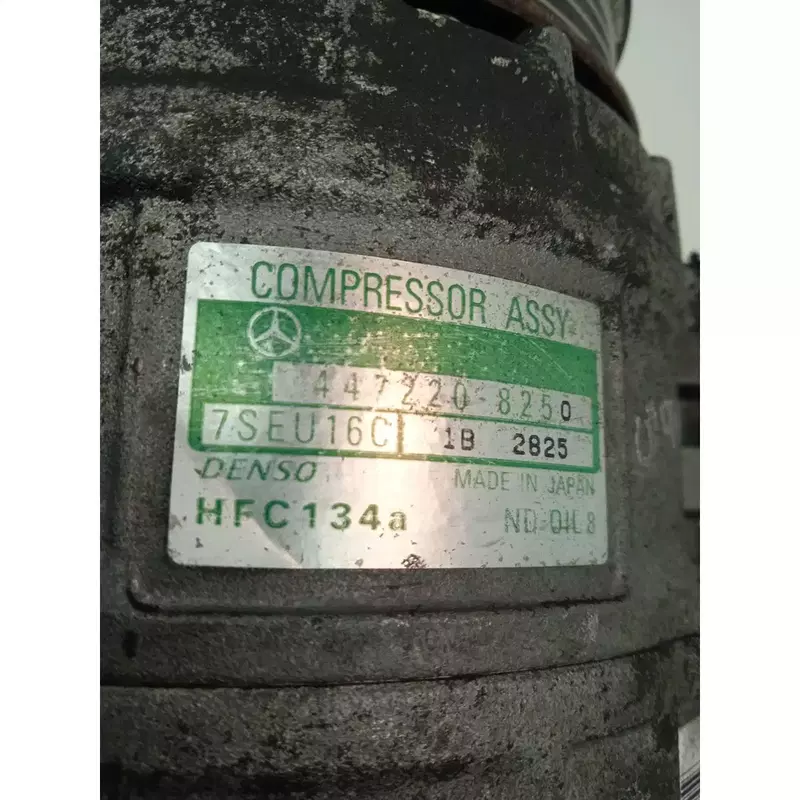 COMPRESSOR ASSY
447220-8250
7SEU16C 1B 2825
DENSO MADE IN JAPAN
HFC134a ND-OIL8